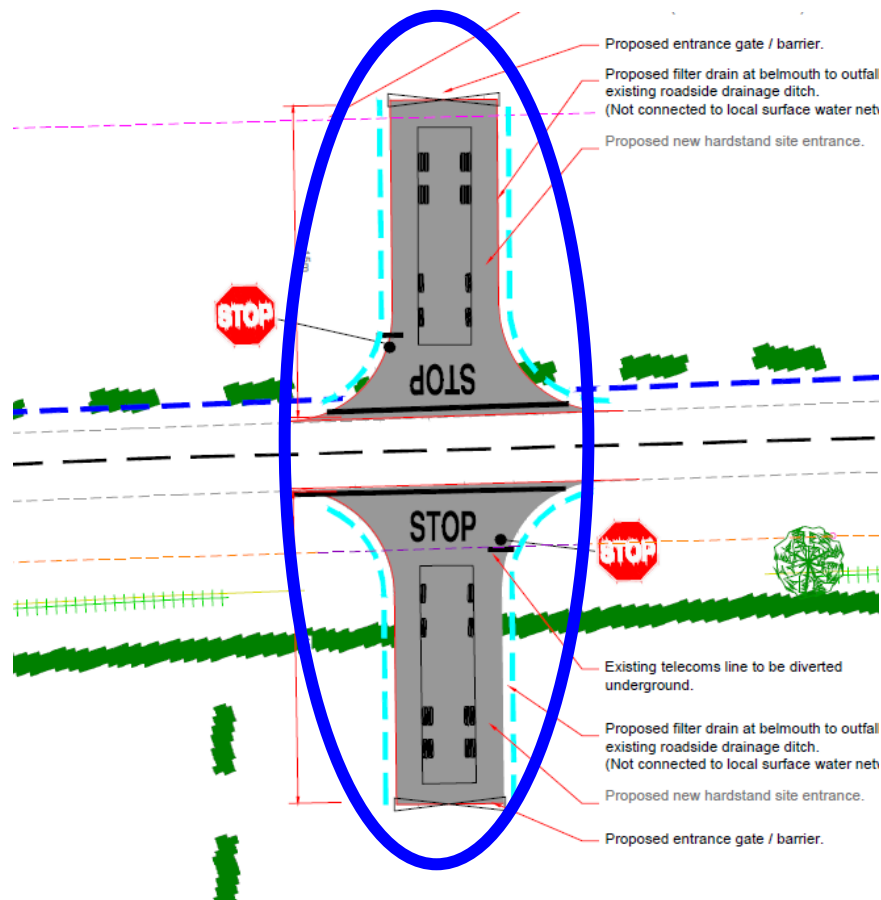 Proposed entrance gate / barrier.
Proposed filter drain at belmouth to outfal
existing roadside drainage ditch.
(Not connected to local surface water netw
Proposed new hardstand site entrance.
STOP
STOP
STOP
STOP
Existing telecoms line to be diverted
underground.
Proposed filter drain at belmouth to outfal
existing roadside drainage ditch.
(Not connected to local surface water netw
Proposed new hardstand site entrance.
Proposed entrance gate / barrier.